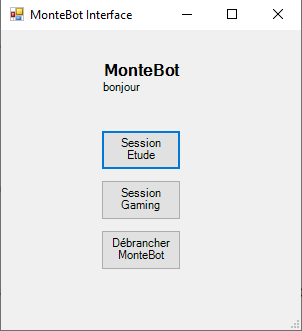 MonteBot Interface
MonteBot
bonjour
Session
Etude
Session
Gaming
Débrancher
MonteBot